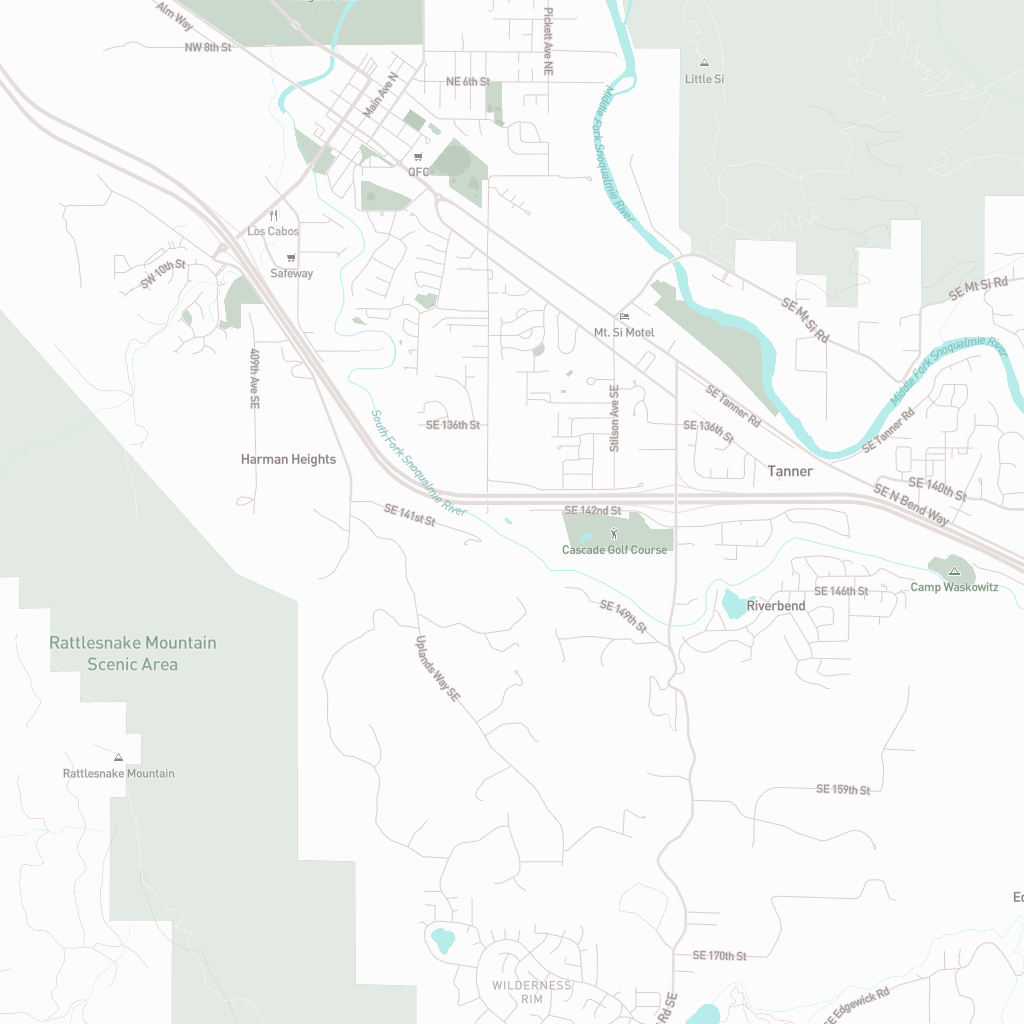 Alm Way
NW 8th St
Pickett Ave NE
Little Si
NE 6th St
Main Ave N
Middle Fork Snoqualmie River
QFC
Los Cabos
Safeway
SW 10th St
SE Mt Si Rd
SE Mt Si Rd
Mt. Si Motel
Middle Fork Snoqualmie River
409th Ave SE
SE Tanner Rd
SE Tanner Rd
Stilson Ave SE
SE 136th St
SE 136th St
South Fork Snoqualmie River
Harman Heights
Tanner
SE 140th St
SE N Bend Way
SE 141st St
SE 142nd St
Cascade Golf Course
Camp Waskowitz
SE 146th St
Riverbend
SE 149th St
Rattlesnake Mountain
Scenic Area
Uplands Way SE
Rattlesnake Mountain
SE 159th St
Ed
SE 170th St
WILDERNESS
RIM
SE Edgewick Rd
Rd SE